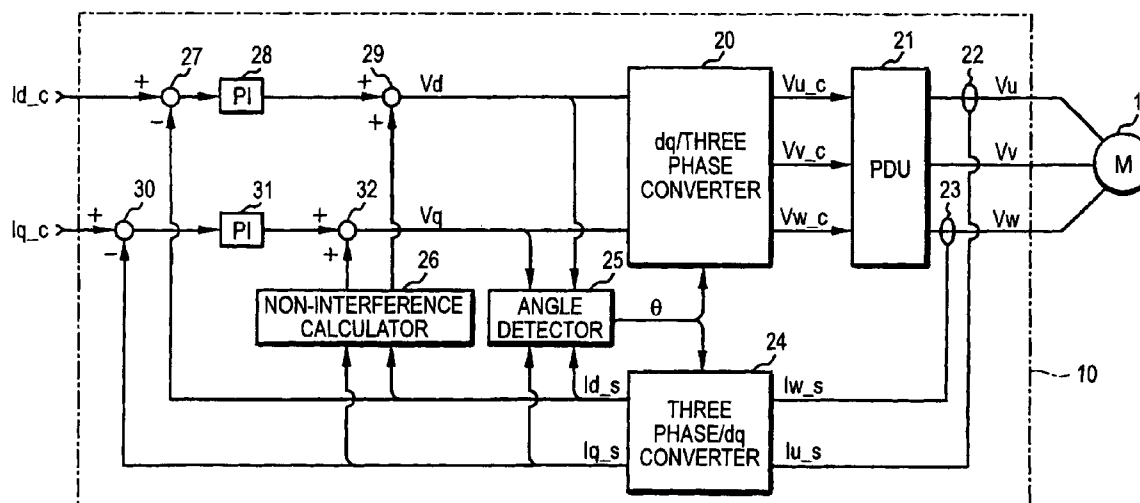 20
21
22
27
28
29
Id_c
+
−
PI
+
+
Vd
dq/THREE
PHASE
CONVERTER
Vu_c
Vv_c
Vw_c
PDU
Vu
Vv
Vw
1
M
23
30
31
32
Iq_c
+
−
PI
+
+
Vq
26
NON-INTERFERENCE
CALCULATOR
25
ANGLE
DETECTOR
θ
24
THREE
PHASE/dq
CONVERTER
Id_s
Iq_s
Iw_s
Iu_s
10